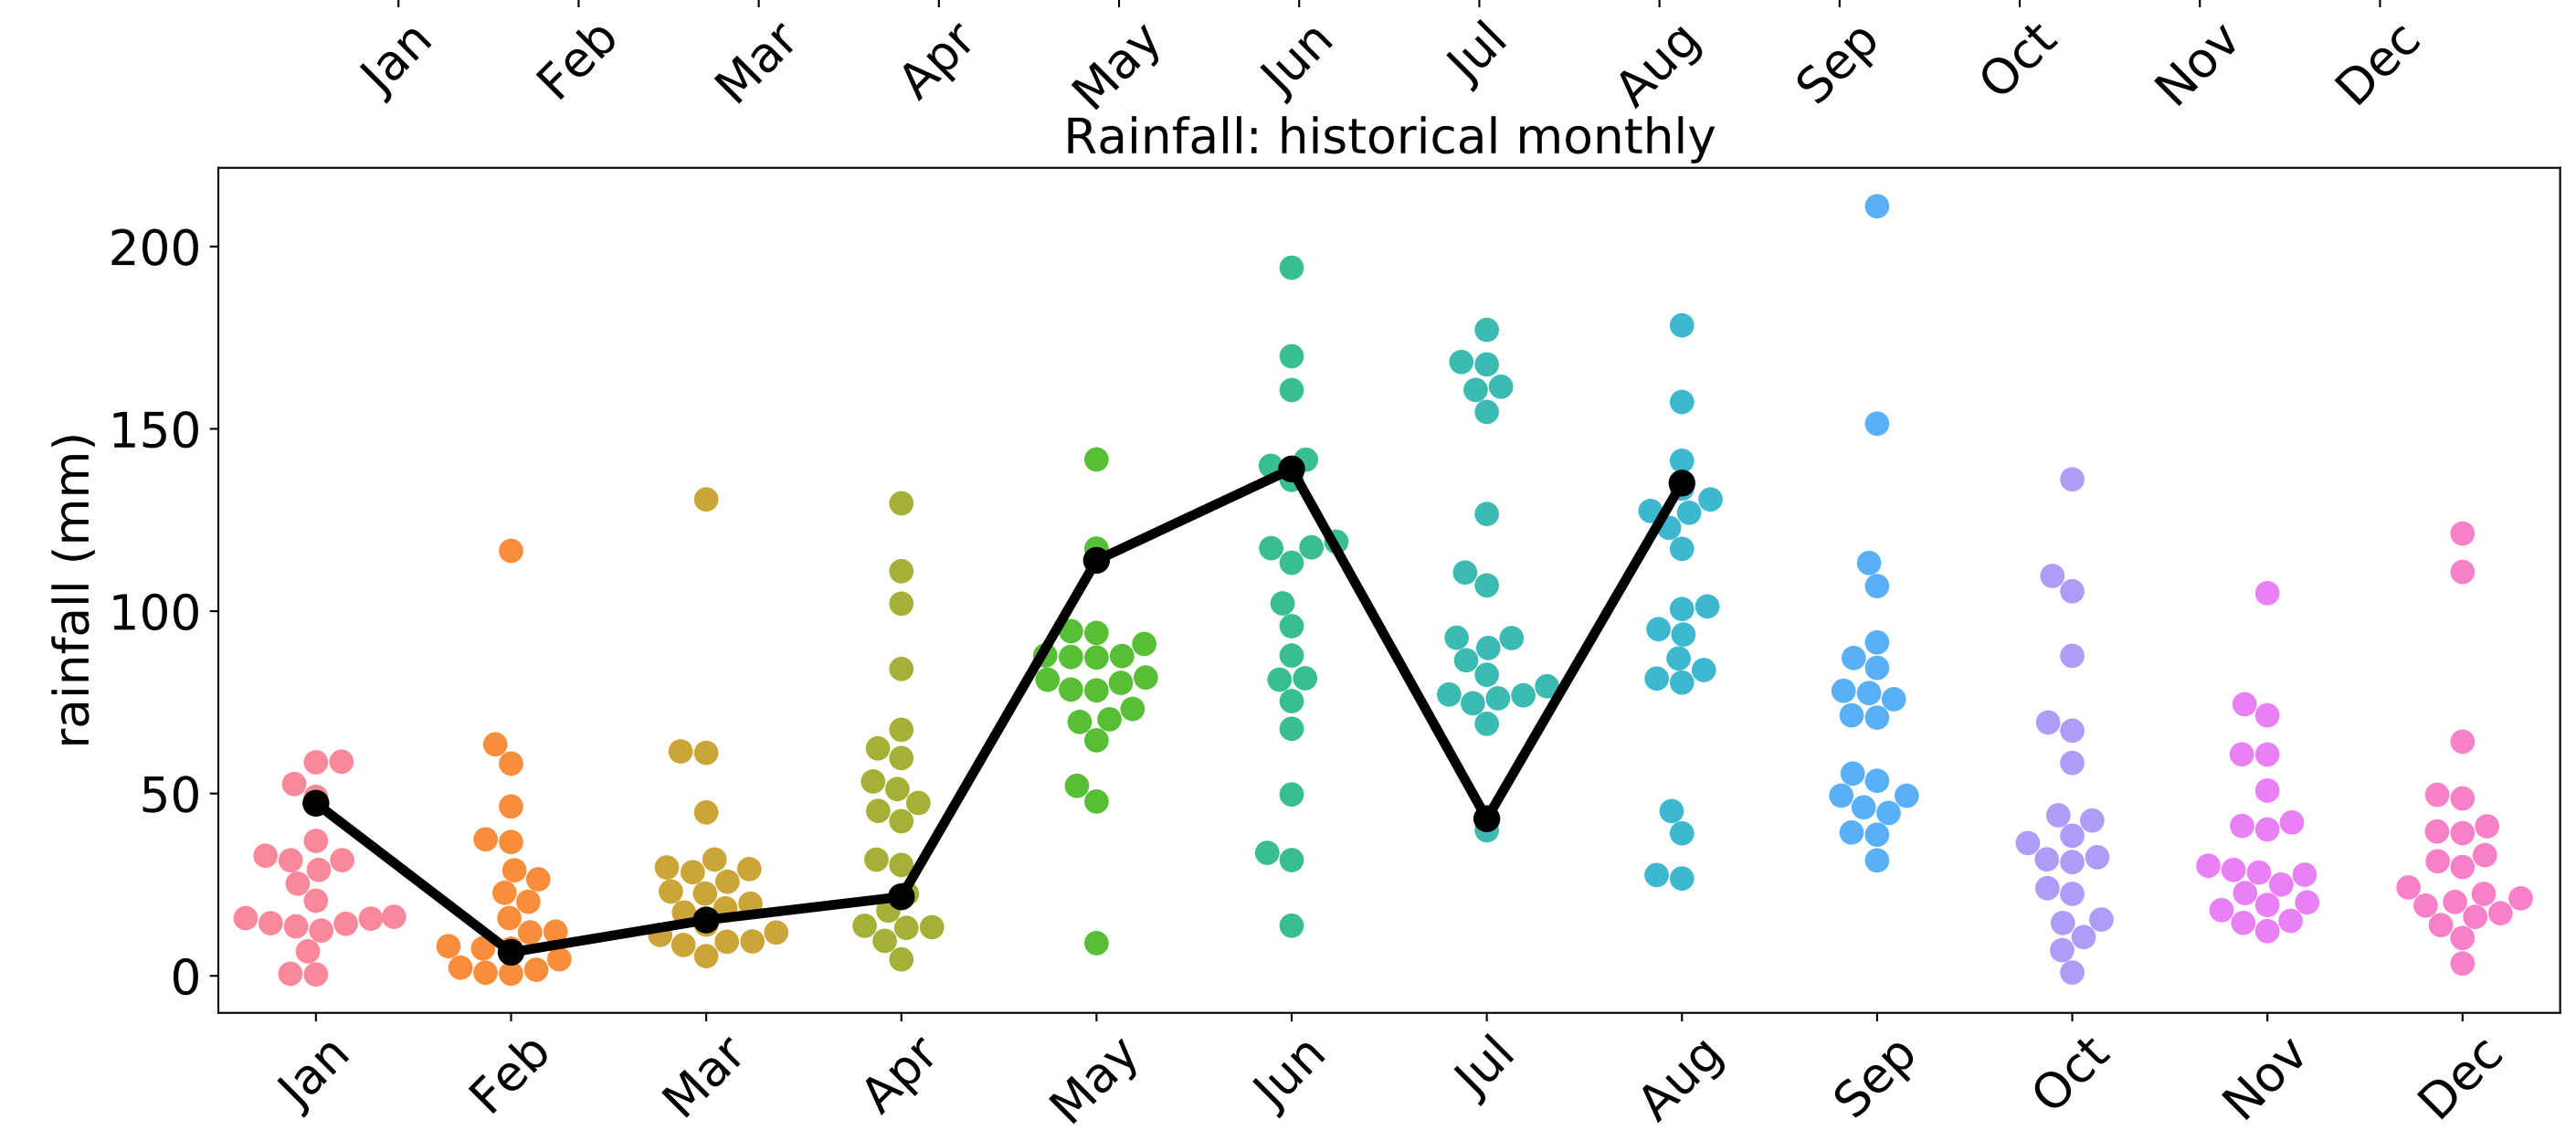 Jan Feb Mar Apr May Jun Jul Aug Sep Oct Nov Dec
Rainfall: historical monthly
rainfall (mm)
200
150
100
50
0
Jan Feb Mar Apr May Jun Jul Aug Sep Oct Nov Dec